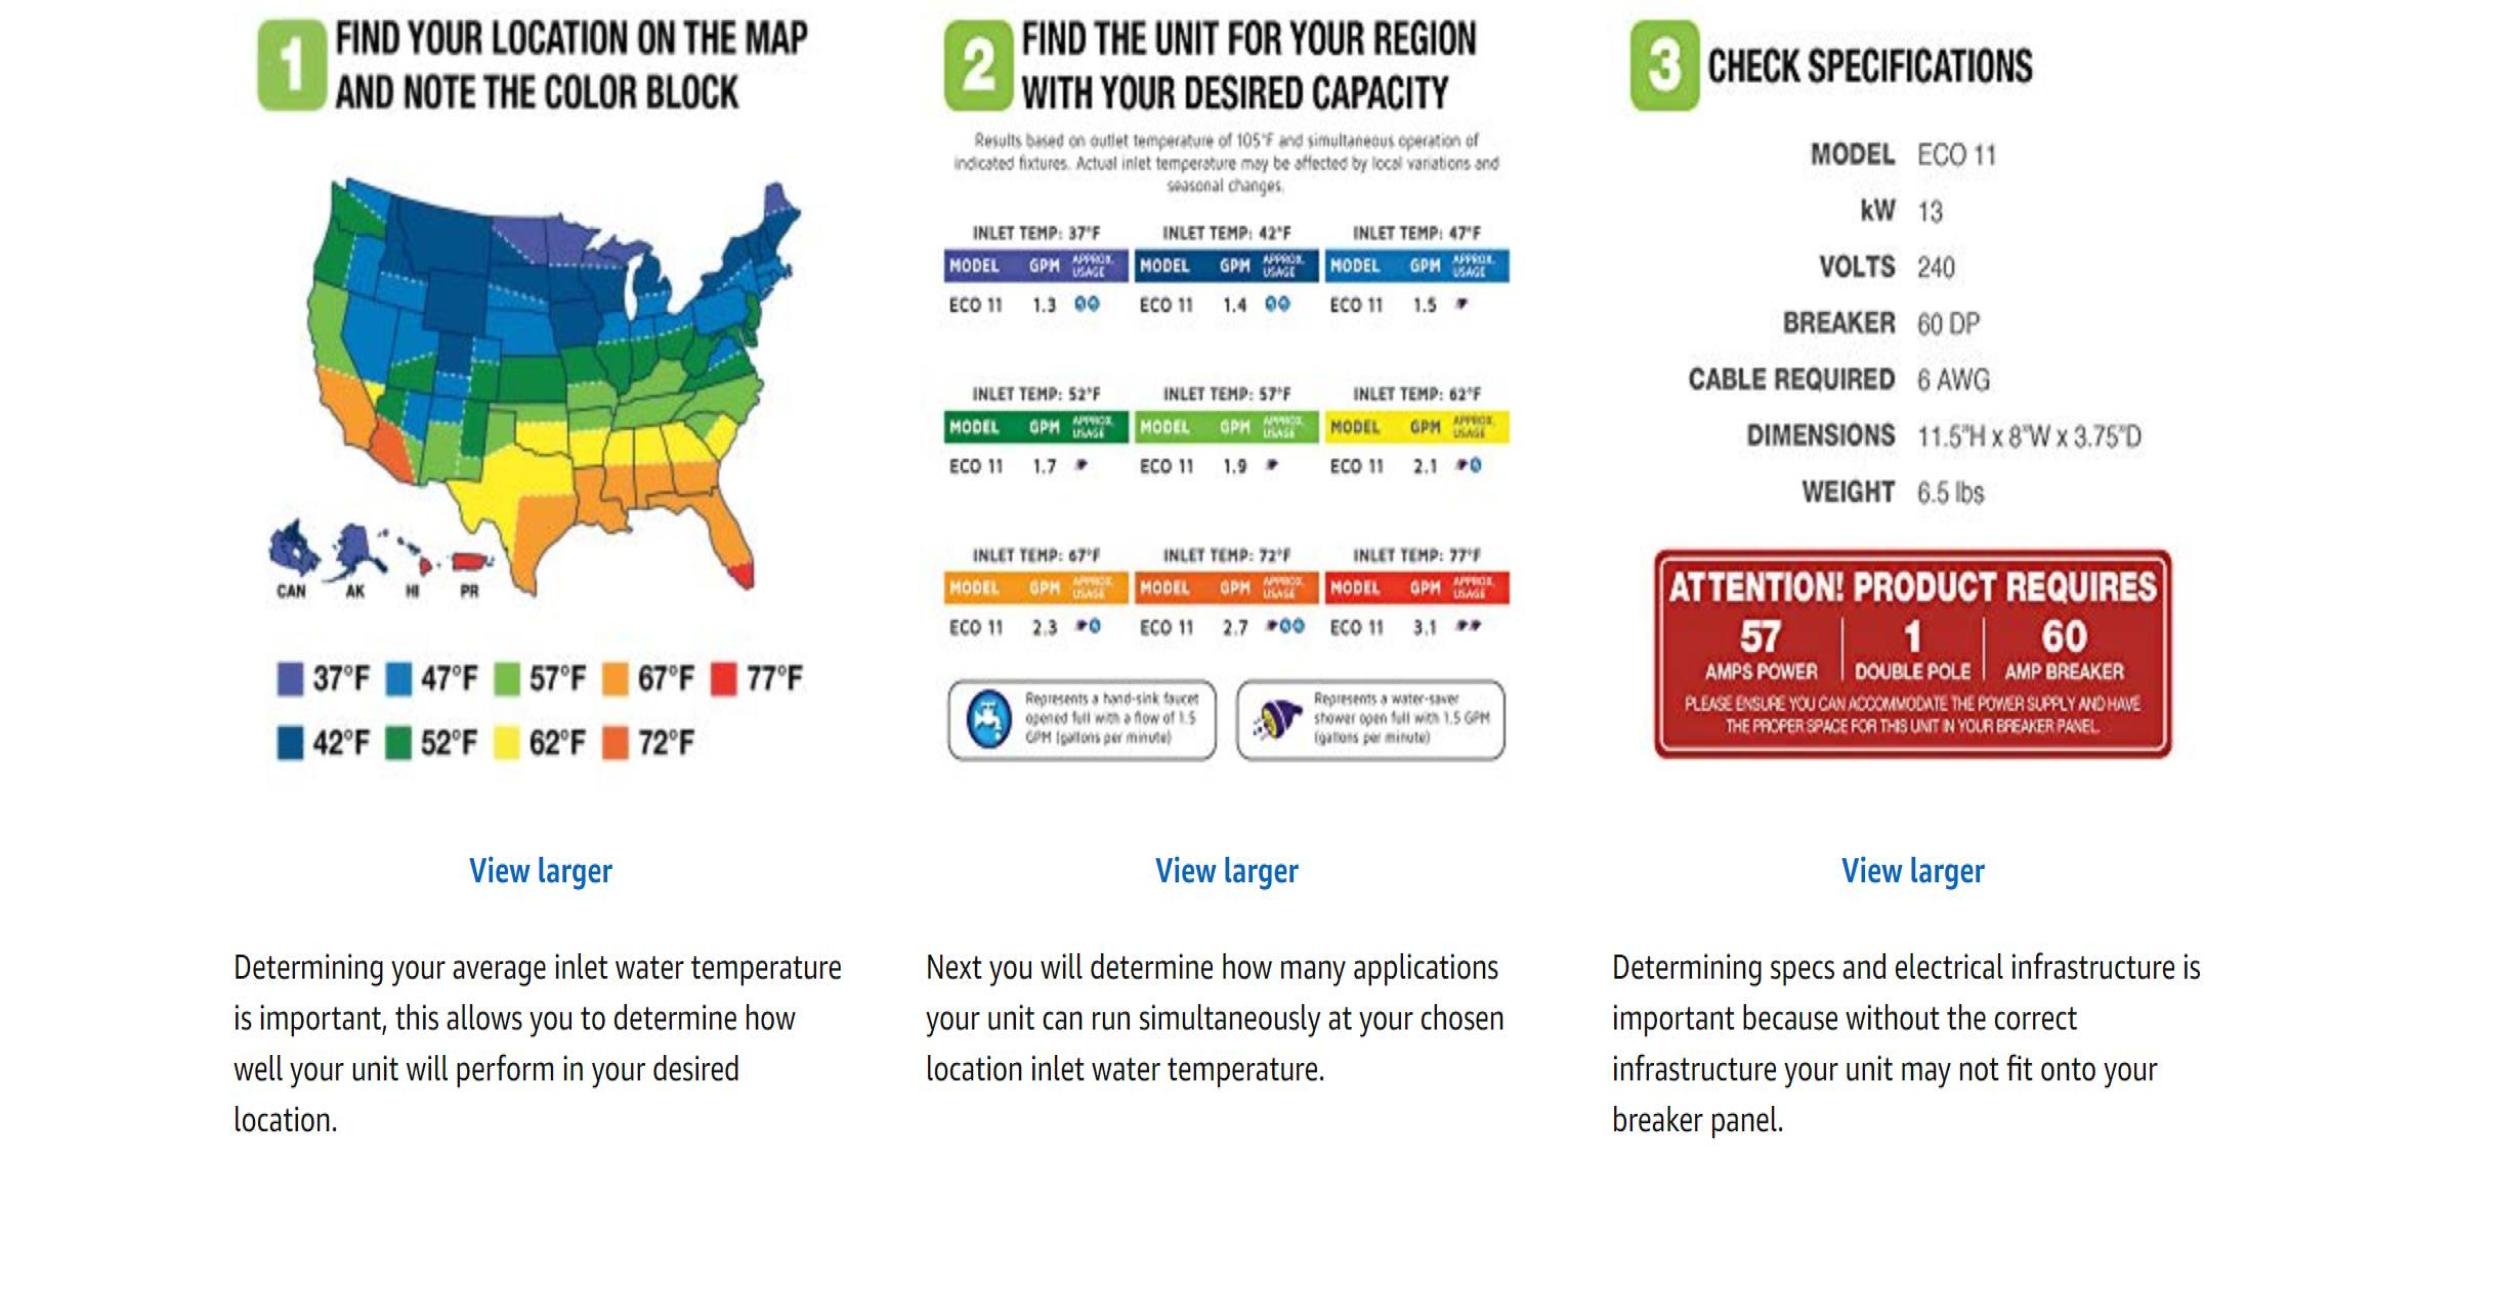 1
FIND YOUR LOCATION ON THE MAP
AND NOTE THE COLOR BLOCK
CAN AK HI PR
37°F 47°F 57°F 67°F 77°F
42°F 52°F 62°F 72°F
View larger
Determining your average inlet water temperature
is important, this allows you to determine how
well your unit will perform in your desired
location.
2
FIND THE UNIT FOR YOUR REGION
WITH YOUR DESIRED CAPACITY
Results based on outlet temperature of 105°F and simultaneous operation of
indicated fixtures. Actual inlet temperature may be affected by local variations and
seasonal changes.
INLET TEMP: 37°F INLET TEMP: 42°F INLET TEMP: 47°F
MODEL GPM APPROX. USAGE MODEL GPM APPROX. USAGE MODEL GPM APPROX. USAGE
ECO 11 1.3 ECO 11 1.4 ECO 11 1.5
INLET TEMP: 52°F INLET TEMP: 57°F INLET TEMP: 62°F
MODEL GPM APPROX. USAGE MODEL GPM APPROX. USAGE MODEL GPM APPROX. USAGE
ECO 11 1.7 ECO 11 1.9 ECO 11 2.1
INLET TEMP: 67°F INLET TEMP: 72°F INLET TEMP: 77°F
MODEL GPM APPROX. USAGE MODEL GPM APPROX. USAGE MODEL GPM APPROX. USAGE
ECO 11 2.3 ECO 11 2.7 ECO 11 3.1
Represents a hand-sink faucet
opened full with a flow of 1.5
GPM (gallons per minute)
Represents a water-saver
shower open full with 1.5 GPM
(gallons per minute)
View larger
Next you will determine how many applications
your unit can run simultaneously at your chosen
location inlet water temperature.
3
CHECK SPECIFICATIONS
MODEL ECO 11
kW 13
VOLTS 240
BREAKER 60 DP
CABLE REQUIRED 6 AWG
DIMENSIONS 11.5"H x 8"W x 3.75"D
WEIGHT 6.5 lbs
ATTENTION! PRODUCT REQUIRES
57 1 60
AMPS POWER DOUBLE POLE AMP BREAKER
PLEASE ENSURE YOU CAN ACCOMMODATE THE POWER SUPPLY AND HAVE
THE PROPER SPACE FOR THIS UNIT IN YOUR BREAKER PANEL.
View larger
Determining specs and electrical infrastructure is
important because without the correct
infrastructure your unit may not fit onto your
breaker panel.